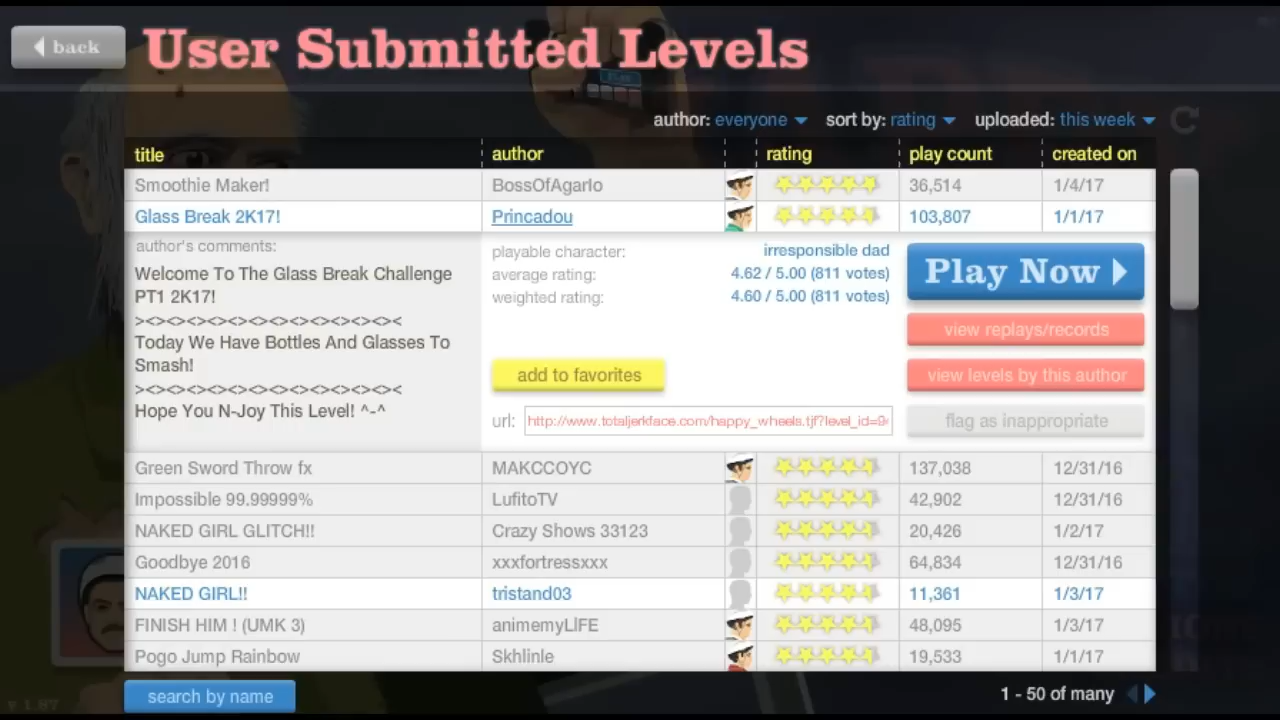 back
User Submitted Levels
author: everyone sort by: rating uploaded: this week
title author rating play count created on
Smoothie Maker! BossOfAgarIo 36,514 1/4/17
Glass Break 2K17! Princadou 103,807 1/1/17
author's comments:
Welcome To The Glass Break Challenge
PT1 2K17!
><><><><><><><><><><><><
Today We Have Bottles And Glasses To
Smash!
><><><><><><><><><><><><
Hope You N-Joy This Level! ^-^
playable character: irresponsible dad
average rating: 4.62 / 5.00 (811 votes)
weighted rating: 4.60 / 5.00 (811 votes)
add to favorites
url: http://www.totaljerkface.com/happy_wheels.tjf?level_id=9
Play Now
view replays/records
view levels by this author
flag as inappropriate
Green Sword Throw fx MAKCCOYC 137,038 12/31/16
Impossible 99.99999% LufitoTV 42,902 12/31/16
NAKED GIRL GLITCH!! Crazy Shows 33123 20,426 1/2/17
Goodbye 2016 xxxfortressxxx 64,834 12/31/16
NAKED GIRL!! tristand03 11,361 1/3/17
FINISH HIM ! (UMK 3) animemyLIFE 48,095 1/3/17
Pogo Jump Rainbow Skhlinle 19,533 1/1/17
search by name
1 - 50 of many
v 1.87